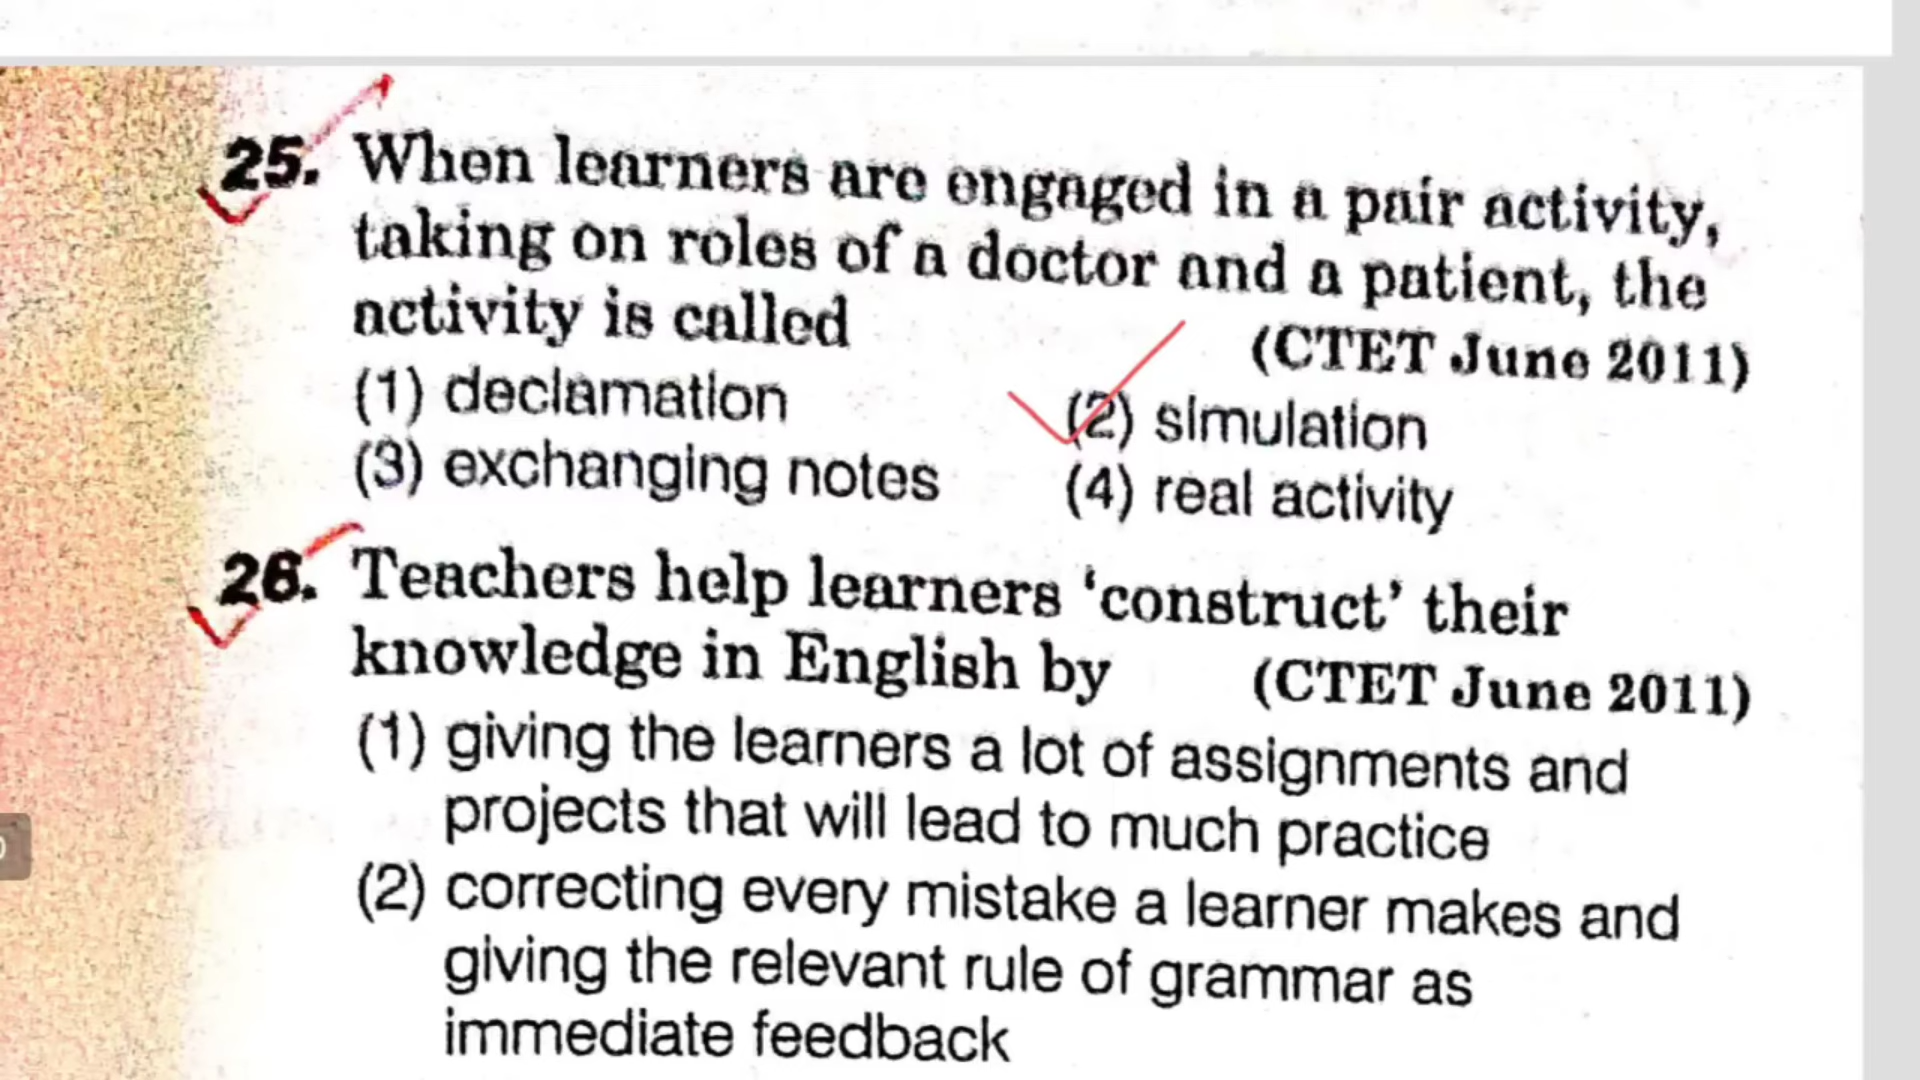 25. When learners are engaged in a pair activity,
taking on roles of a doctor and a patient, the
activity is called
(CTET June 2011)
(1) declamation (2) simulation
(3) exchanging notes (4) real activity
26. Teachers help learners ‘construct’ their
knowledge in English by (CTET June 2011)
(1) giving the learners a lot of assignments and
projects that will lead to much practice
(2) correcting every mistake a learner makes and
giving the relevant rule of grammar as
immediate feedback